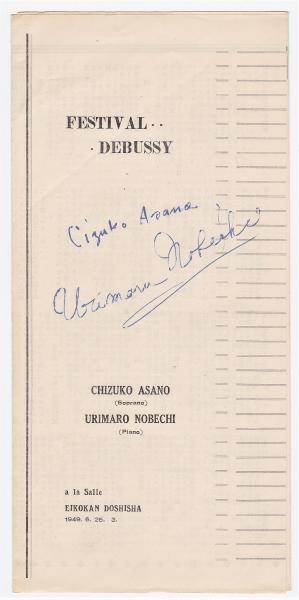 FESTIVAL · ·
· DEBUSSY
Cizuko Asana
Urimaro Nobechi
CHIZUKO ASANO
(Soprano)
URIMARO NOBECHI
(Piano)
a la Salle
EIKOKAN DOSHISHA
1949. 6. 25. 3.